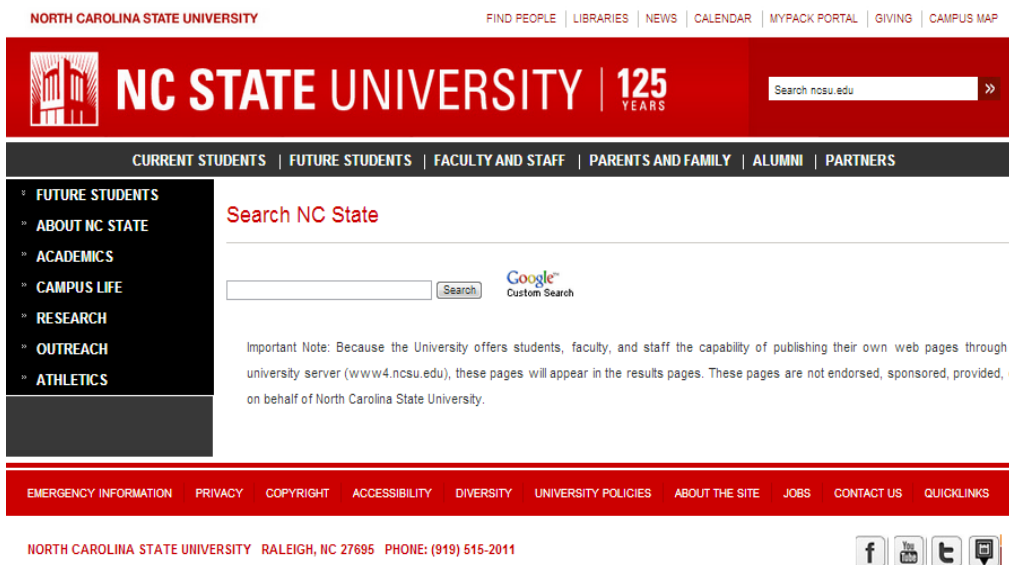 NORTH CAROLINA STATE UNIVERSITY FIND PEOPLE LIBRARIES NEWS CALENDAR MYPACK PORTAL GIVING CAMPUS MAP
NC STATE UNIVERSITY | 125 YEARS
Search ncsu.edu »
CURRENT STUDENTS | FUTURE STUDENTS | FACULTY AND STAFF | PARENTS AND FAMILY | ALUMNI | PARTNERS
FUTURE STUDENTS
» ABOUT NC STATE
» ACADEMICS
» CAMPUS LIFE
» RESEARCH
» OUTREACH
» ATHLETICS
Search NC State
Search Google™
Custom Search
Important Note: Because the University offers students, faculty, and staff the capability of publishing their own web pages through
university server (www4.ncsu.edu), these pages will appear in the results pages. These pages are not endorsed, sponsored, provided,
on behalf of North Carolina State University.
EMERGENCY INFORMATION PRIVACY COPYRIGHT ACCESSIBILITY DIVERSITY UNIVERSITY POLICIES ABOUT THE SITE JOBS CONTACT US QUICKLINKS
NORTH CAROLINA STATE UNIVERSITY RALEIGH, NC 27695 PHONE: (919) 515-2011
f You Tube t